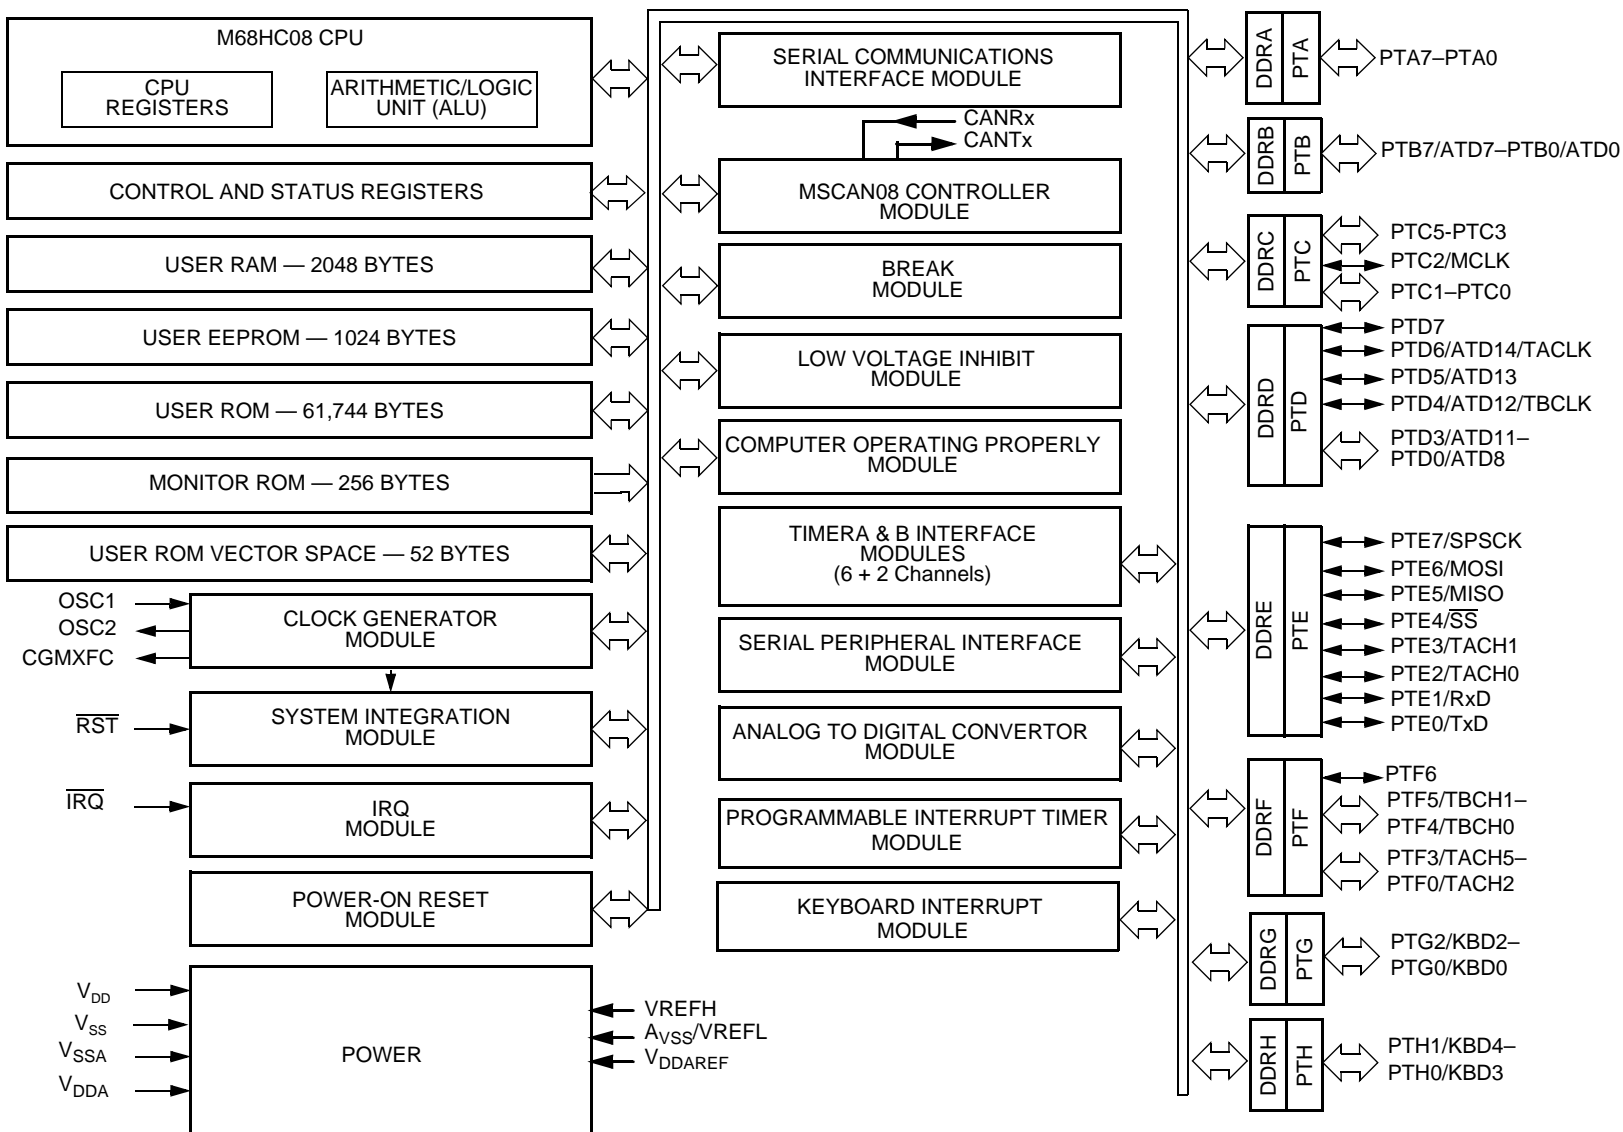 M68HC08 CPU
CPU
REGISTERS
ARITHMETIC/LOGIC
UNIT (ALU)
CONTROL AND STATUS REGISTERS
USER RAM — 2048 BYTES
USER EEPROM — 1024 BYTES
USER ROM — 61,744 BYTES
MONITOR ROM — 256 BYTES
USER ROM VECTOR SPACE — 52 BYTES
OSC1
OSC2
CGMXFC
CLOCK GENERATOR
MODULE
RST
SYSTEM INTEGRATION
MODULE
IRQ
IRQ
MODULE
POWER-ON RESET
MODULE
VDD
VSS
VSSA
VDDA
POWER
VREFH
AVSS/VREFL
VDDAREF
SERIAL COMMUNICATIONS
INTERFACE MODULE
CANRx
CANTx
MSCAN08 CONTROLLER
MODULE
BREAK
MODULE
LOW VOLTAGE INHIBIT
MODULE
COMPUTER OPERATING PROPERLY
MODULE
TIMERA & B INTERFACE
MODULES
(6 + 2 Channels)
SERIAL PERIPHERAL INTERFACE
MODULE
ANALOG TO DIGITAL CONVERTOR
MODULE
PROGRAMMABLE INTERRUPT TIMER
MODULE
KEYBOARD INTERRUPT
MODULE
DDRA
PTA
PTA7–PTA0
DDRB
PTB
PTB7/ATD7–PTB0/ATD0
DDRC
PTC
PTC5-PTC3
PTC2/MCLK
PTC1–PTC0
DDRD
PTD
PTD7
PTD6/ATD14/TACLK
PTD5/ATD13
PTD4/ATD12/TBCLK
PTD3/ATD11–
PTD0/ATD8
DDRE
PTE
PTE7/SPSCK
PTE6/MOSI
PTE5/MISO
PTE4/SS
PTE3/TACH1
PTE2/TACH0
PTE1/RxD
PTE0/TxD
DDRF
PTF
PTF6
PTF5/TBCH1–
PTF4/TBCH0
PTF3/TACH5–
PTF0/TACH2
DDRG
PTG
PTG2/KBD2–
PTG0/KBD0
DDRH
PTH
PTH1/KBD4–
PTH0/KBD3